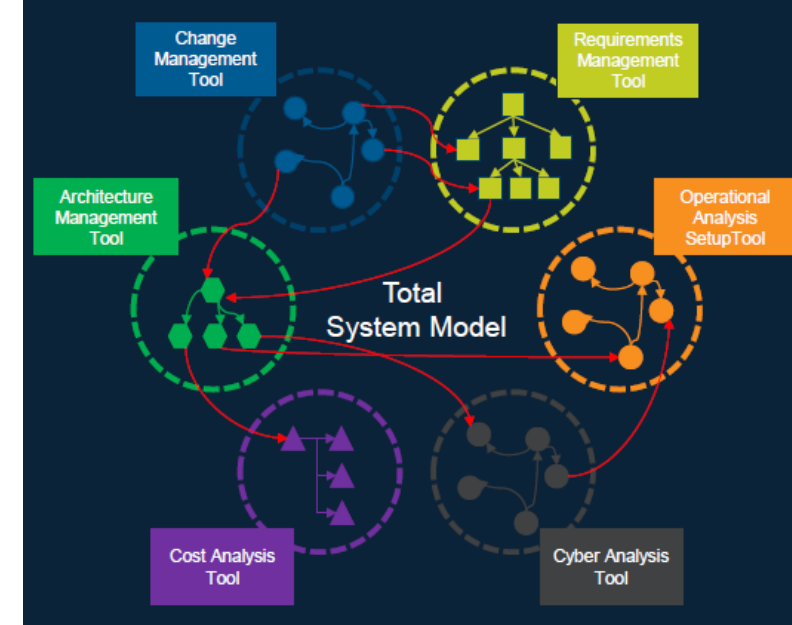 Change
Management
Tool
Requirements
Management
Tool
Architecture
Management
Tool
Operational
Analysis
SetupTool
Total
System Model
Cost Analysis
Tool
Cyber Analysis
Tool